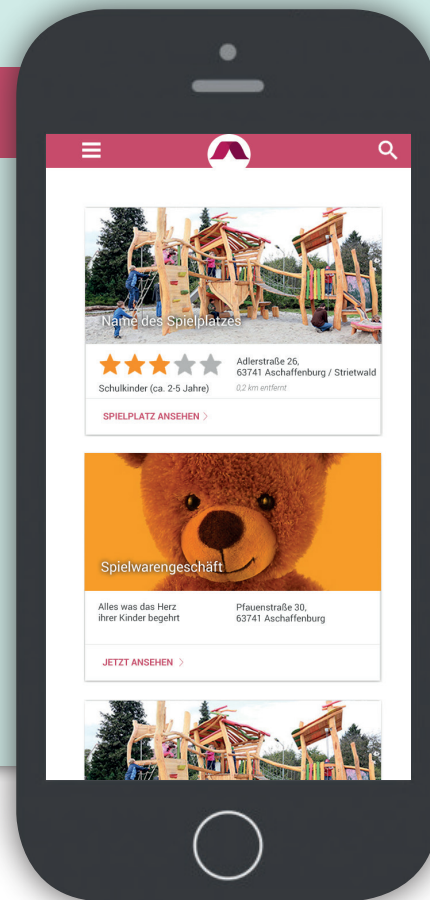 Name des Spielplatzes
Schulkinder (ca. 2-5 Jahre)
Adlerstraße 26,
63741 Aschaffenburg / Strietwald
0,2 km entfernt
SPIELPLATZ ANSEHEN >
Spielwarengeschäft
Alles was das Herz
ihrer Kinder begehrt
Pfauenstraße 30,
63741 Aschaffenburg
JETZT ANSEHEN >